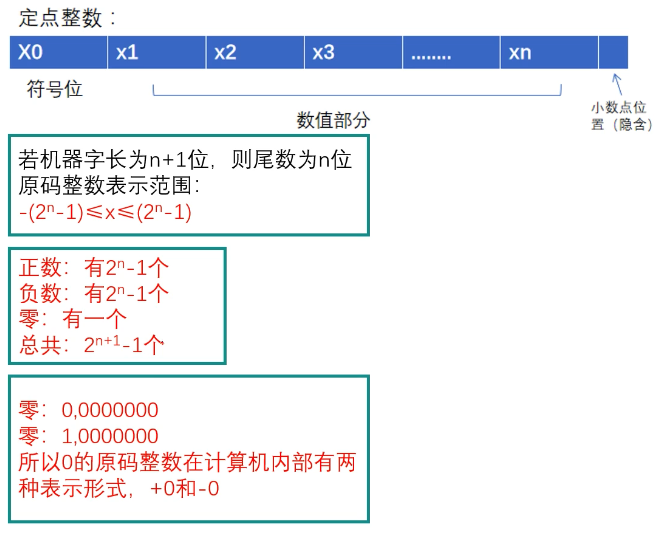 定点整数：
X0 x1 x2 x3 ........ xn
符号位
数值部分
小数点位
置（隐含）
若机器字长为n+1位，则尾数为n位
原码整数表示范围：
-(2ⁿ-1)≤x≤(2ⁿ-1)
正数：有2ⁿ-1个
负数：有2ⁿ-1个
零：有一个
总共：2ⁿ⁺¹-1个
零：0,0000000
零：1,0000000
所以0的原码整数在计算机内部有两
种表示形式，+0和-0